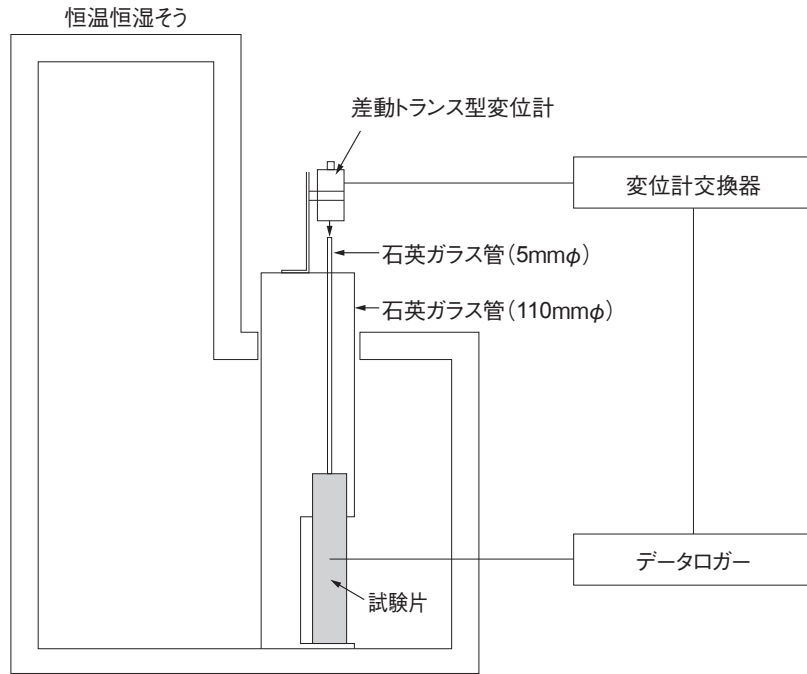 恒温恒湿そう
差動トランス型変位計
変位計交換器
石英ガラス管（5mmφ）
石英ガラス管（110mmφ）
データロガー
試験片